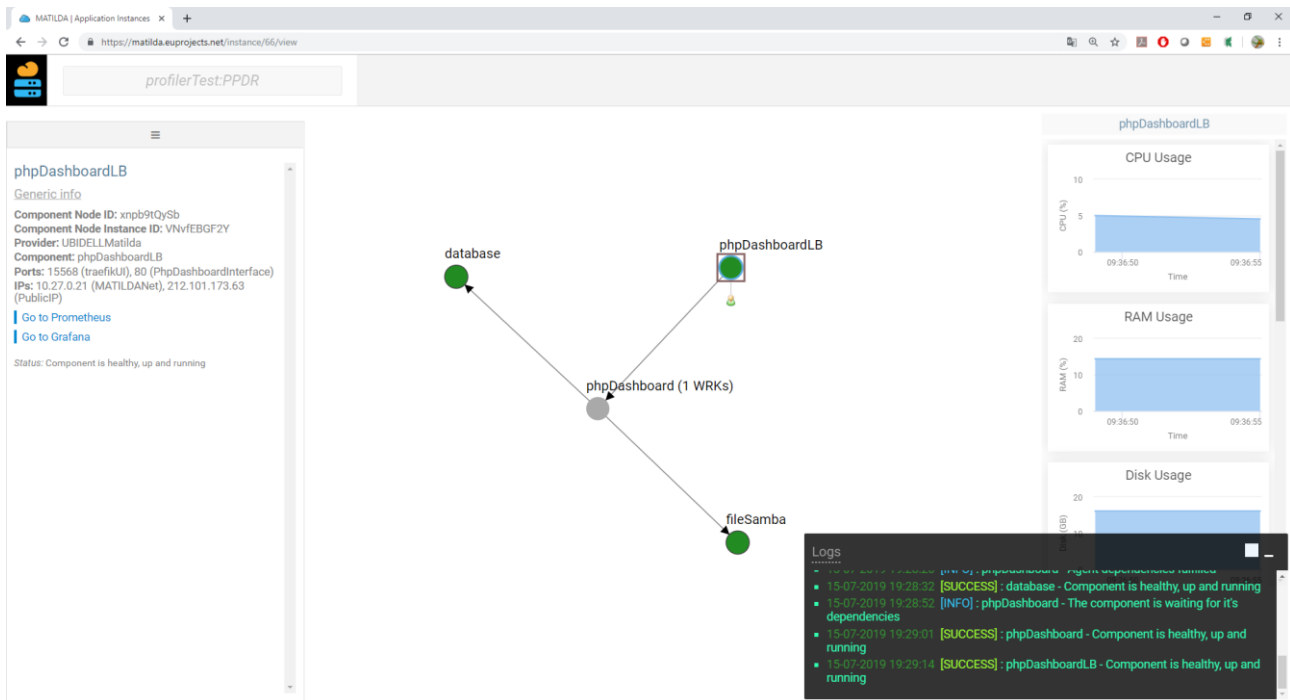 MATILDA | Application Instances
https://matilda.euprojects.net/instance/66/view
profilerTest:PPDR
phpDashboardLB
Generic info
Component Node ID: xnpb9tQySb
Component Node Instance ID: VNvfEBGF2Y
Provider: UBIDELLMatilda
Component: phpDashboardLB
Ports: 15568 (traefikUI), 80 (PhpDashboardInterface)
IPs: 10.27.0.21 (MATILDANet), 212.101.173.63
(PublicIP)
Go to Prometheus
Go to Grafana
Status: Component is healthy, up and running
database
phpDashboardLB
phpDashboard (1 WRKs)
fileSamba
phpDashboardLB
CPU Usage
10
5
0
CPU (%)
09:36:50 09:36:55
Time
RAM Usage
20
10
0
RAM (%)
09:36:50 09:36:55
Time
Disk Usage
20
Disk (GB)
Logs
[INFO] : phpDashboard - Agent dependencies fulfilled
15-07-2019 19:28:32 [SUCCESS] : database - Component is healthy, up and running
15-07-2019 19:28:52 [INFO] : phpDashboard - The component is waiting for it's
dependencies
15-07-2019 19:29:01 [SUCCESS] : phpDashboard - Component is healthy, up and
running
15-07-2019 19:29:14 [SUCCESS] : phpDashboardLB - Component is healthy, up and
running